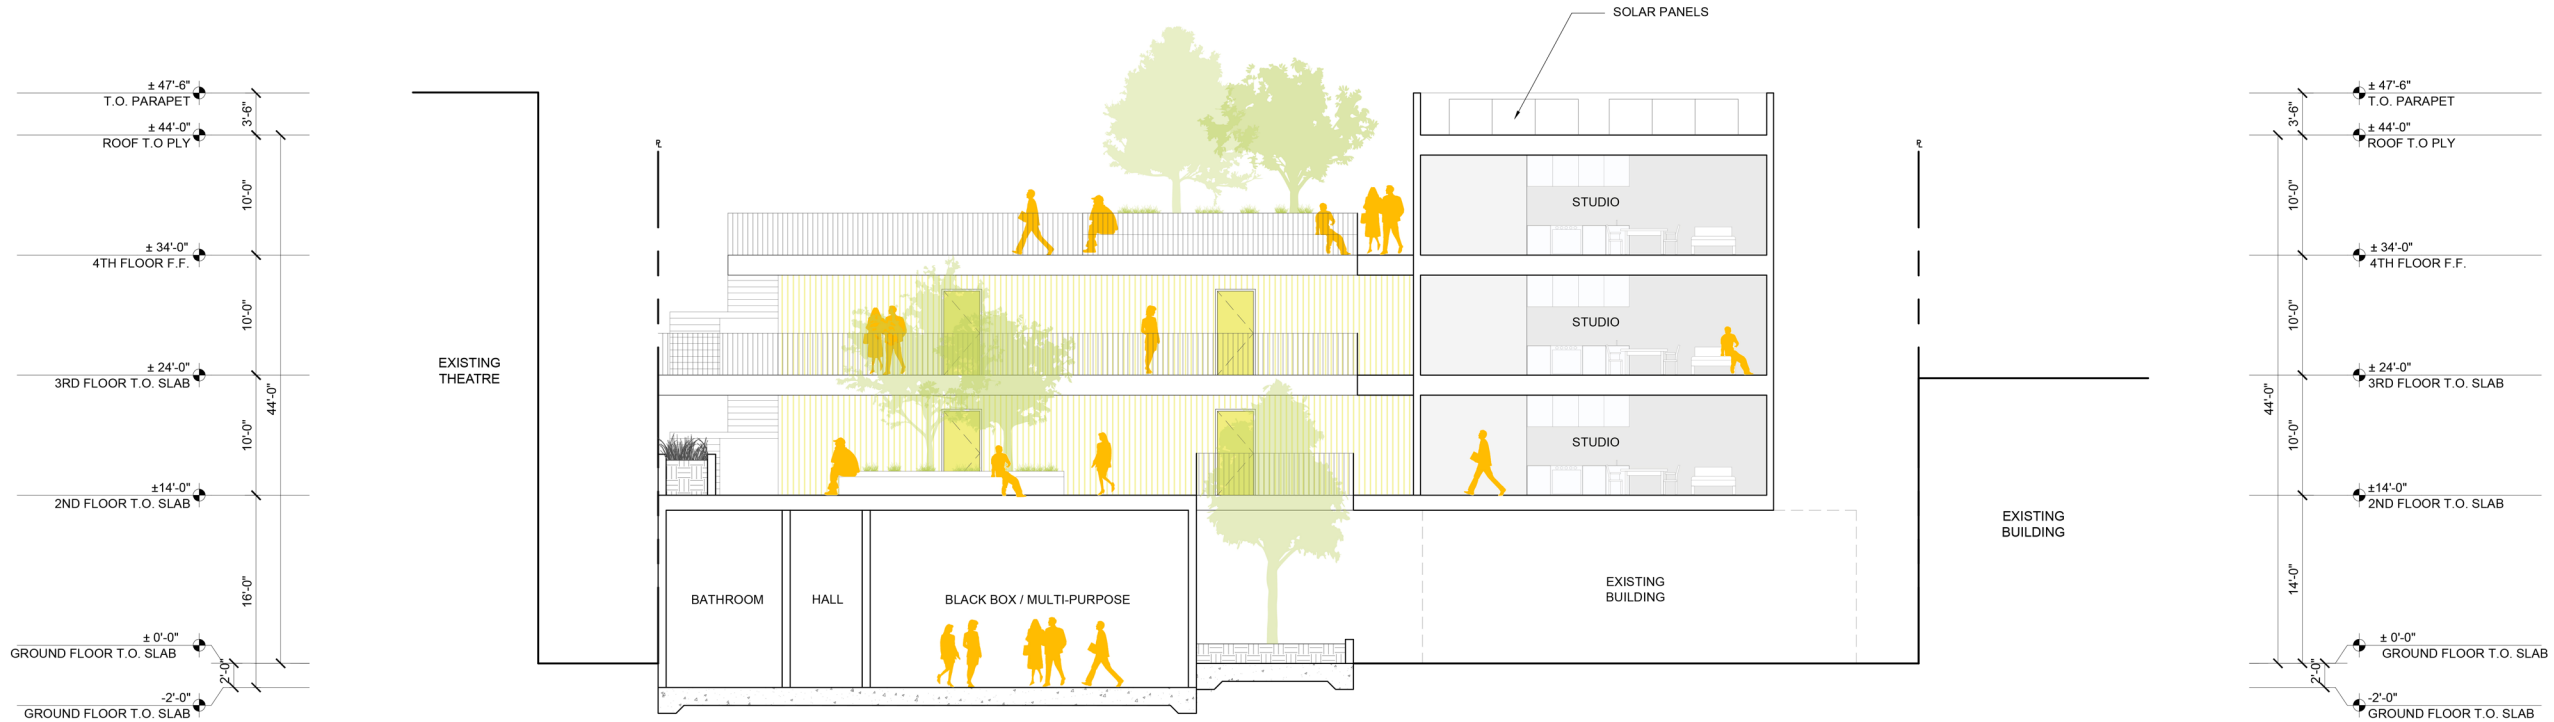 SOLAR PANELS
± 47'-6"
T.O. PARAPET
3'-6"
± 44'-0"
ROOF T.O PLY
10'-0"
± 34'-0"
4TH FLOOR F.F.
10'-0"
± 24'-0"
3RD FLOOR T.O. SLAB
44'-0"
10'-0"
±14'-0"
2ND FLOOR T.O. SLAB
16'-0"
± 0'-0"
GROUND FLOOR T.O. SLAB
2'-0"
-2'-0"
GROUND FLOOR T.O. SLAB
EXISTING
THEATRE
PL
STUDIO
STUDIO
STUDIO
BATHROOM
HALL
BLACK BOX / MULTI-PURPOSE
EXISTING
BUILDING
PL
EXISTING
BUILDING
± 47'-6"
T.O. PARAPET
3'-6"
± 44'-0"
ROOF T.O PLY
10'-0"
± 34'-0"
4TH FLOOR F.F.
10'-0"
± 24'-0"
3RD FLOOR T.O. SLAB
44'-0"
10'-0"
±14'-0"
2ND FLOOR T.O. SLAB
14'-0"
± 0'-0"
GROUND FLOOR T.O. SLAB
2'-0"
-2'-0"
GROUND FLOOR T.O. SLAB